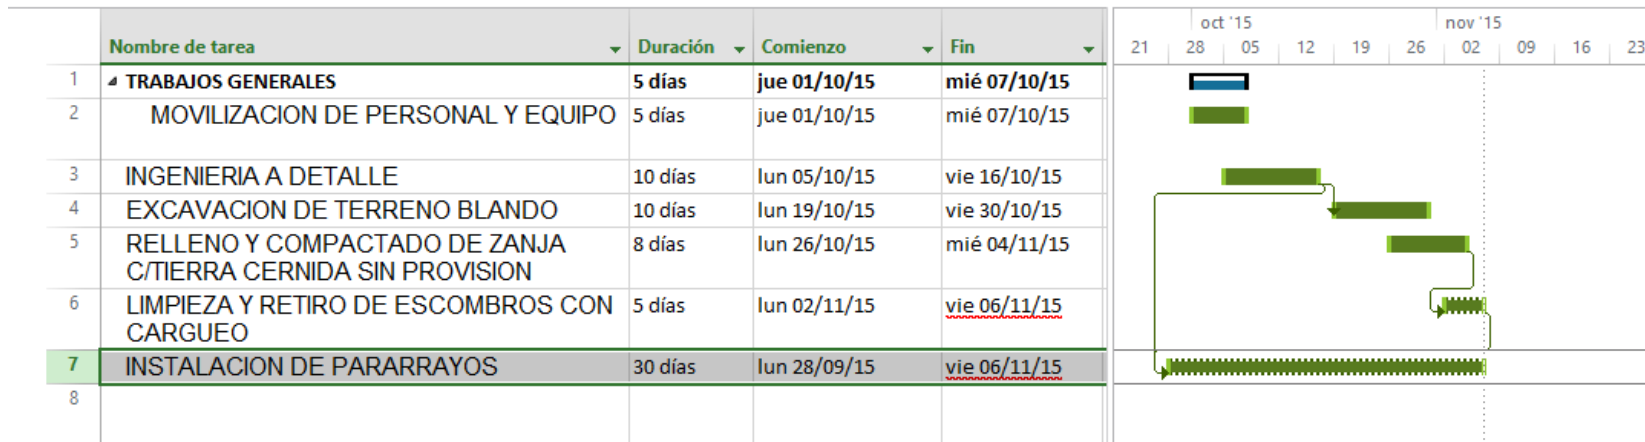 oct '15 nov '15
Nombre de tarea Duración Comienzo Fin 21 28 05 12 19 26 02 09 16 23
1 TRABAJOS GENERALES 5 días jue 01/10/15 mié 07/10/15
2 MOVILIZACION DE PERSONAL Y EQUIPO 5 días jue 01/10/15 mié 07/10/15
3 INGENIERIA A DETALLE 10 días lun 05/10/15 vie 16/10/15
4 EXCAVACION DE TERRENO BLANDO 10 días lun 19/10/15 vie 30/10/15
5 RELLENO Y COMPACTADO DE ZANJA 8 días lun 26/10/15 mié 04/11/15
C/TIERRA CERNIDA SIN PROVISION
6 LIMPIEZA Y RETIRO DE ESCOMBROS CON 5 días lun 02/11/15 vie 06/11/15
CARGUEO
7 INSTALACION DE PARARRAYOS 30 días lun 28/09/15 vie 06/11/15
8